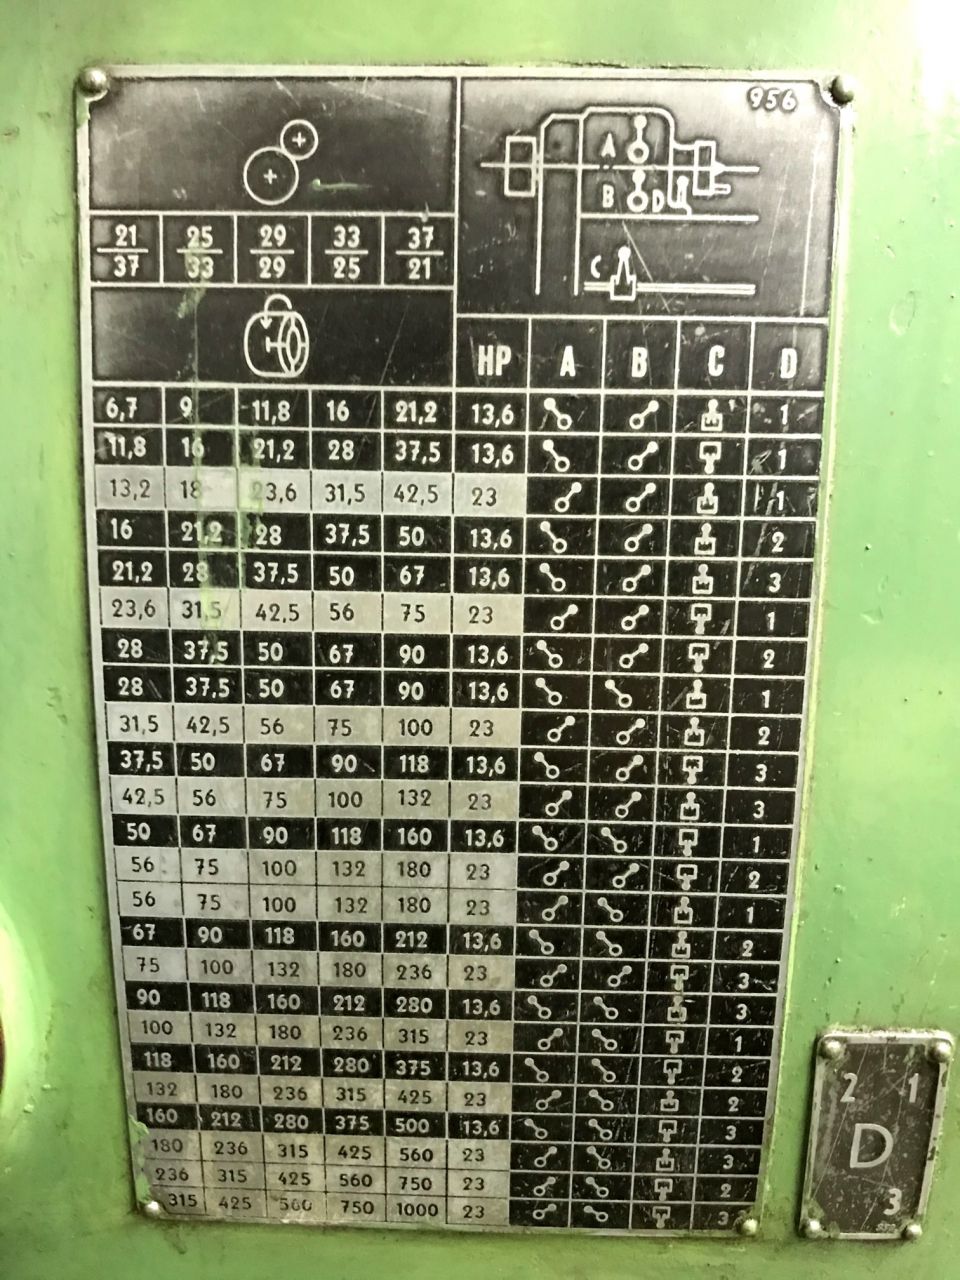 956
A
B D
C
21 25 29 33 37
37 33 29 25 21
HP A B C D
6,7 9 11,8 16 21,2 13,6 1
11,8 16 21,2 28 37,5 13,6 1
13,2 18 23,6 31,5 42,5 23 1
16 21,2 28 37,5 50 13,6 2
21,2 28 37,5 50 67 13,6 3
23,6 31,5 42,5 56 75 23 1
28 37,5 50 67 90 13,6 2
28 37,5 50 67 90 13,6 1
31,5 42,5 56 75 100 23 2
37,5 50 67 90 118 13,6 3
42,5 56 75 100 132 23 3
50 67 90 118 160 13,6 1
56 75 100 132 180 23 2
56 75 100 132 180 23 1
67 90 118 160 212 13,6 2
75 100 132 180 236 23 3
90 118 160 212 280 13,6 3
100 132 180 236 315 23 1
118 160 212 280 375 13,6 2
132 180 236 315 425 23 2
160 212 280 375 500 13,6 3
180 236 315 425 560 23 3
236 315 425 560 750 23 2
315 425 560 750 1000 23 3
2 1
D
3